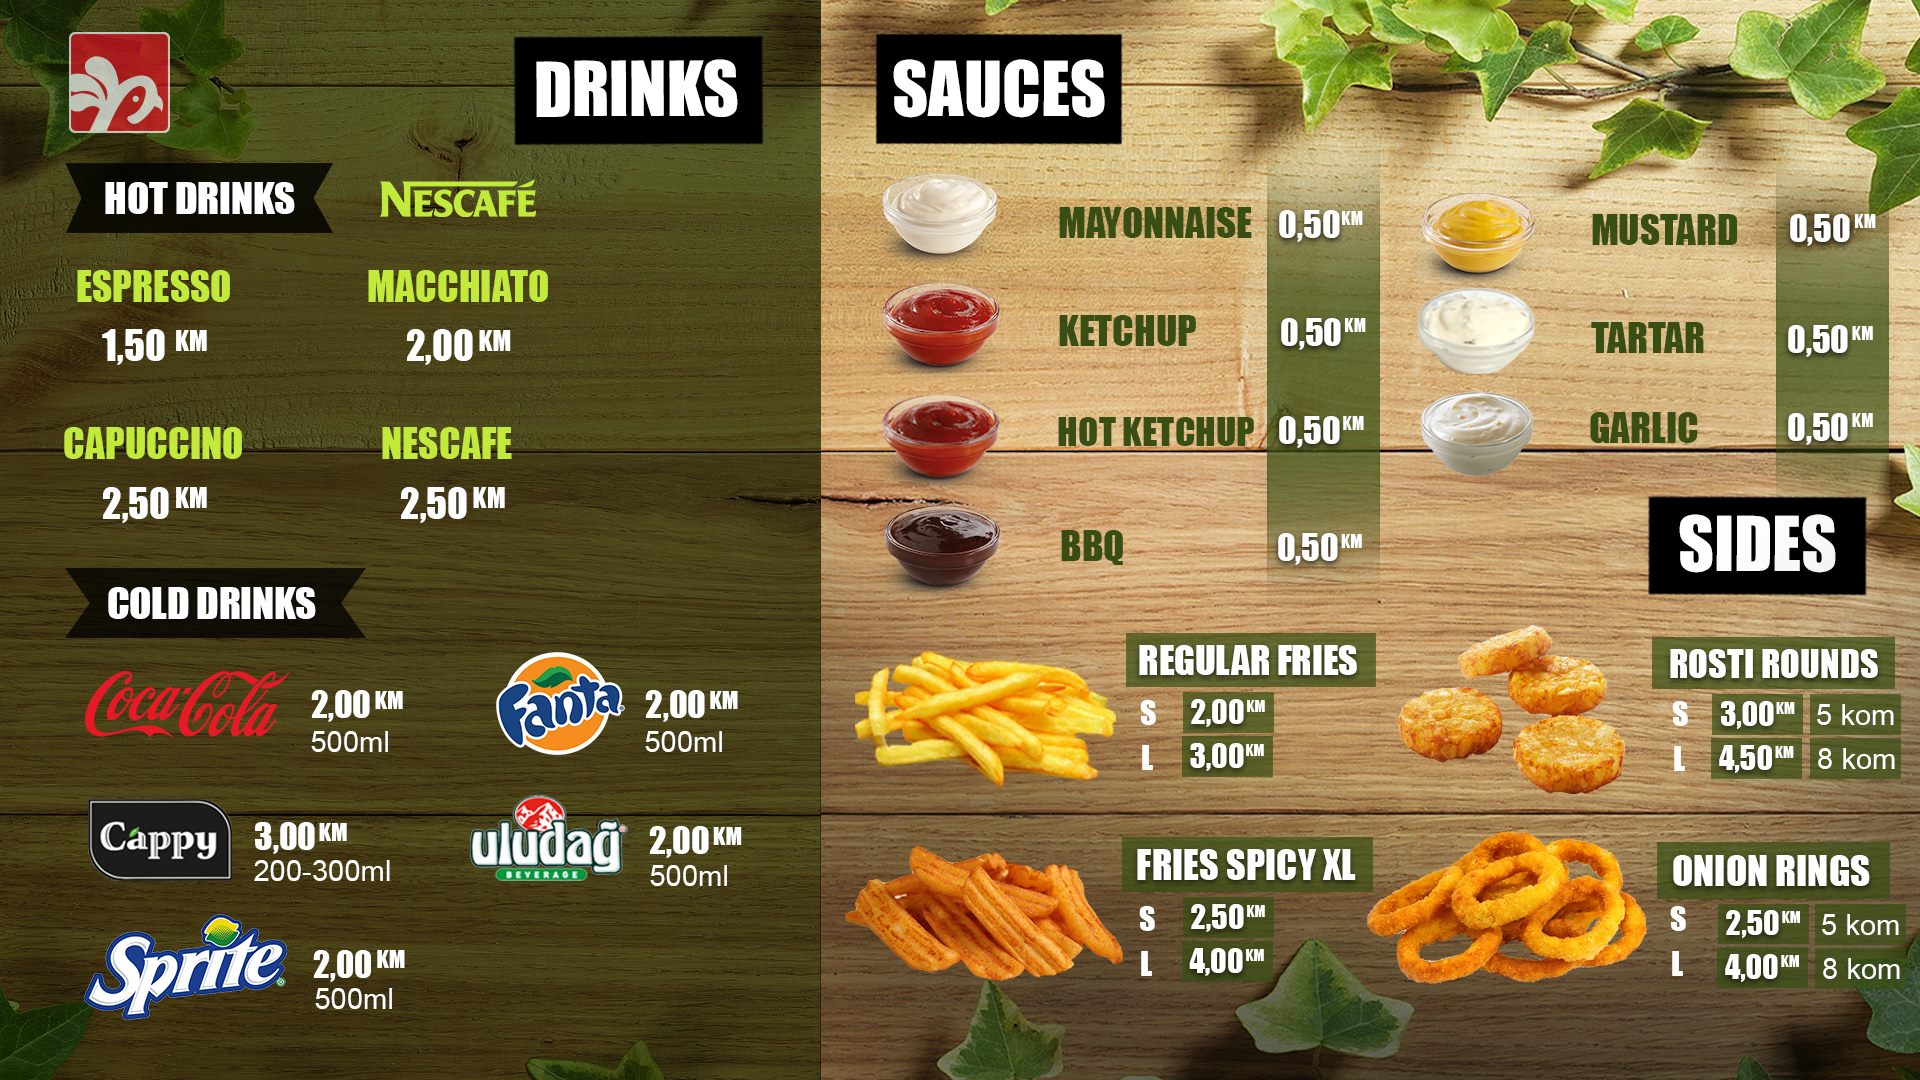 DRINKS
HOT DRINKS
NESCAFÉ
ESPRESSO
1,50 KM
MACCHIATO
2,00 KM
CAPUCCINO
2,50 KM
NESCAFE
2,50 KM
COLD DRINKS
Coca-Cola
2,00 KM
500ml
Fanta
2,00 KM
500ml
Cappy
3,00 KM
200-300ml
uludağ
BEVERAGE
2,00 KM
500ml
Sprite
2,00 KM
500ml
SAUCES
MAYONNAISE 0,50 KM
KETCHUP 0,50 KM
HOT KETCHUP 0,50 KM
BBQ 0,50 KM
MUSTARD 0,50 KM
TARTAR 0,50 KM
GARLIC 0,50 KM
SIDES
REGULAR FRIES
S 2,00 KM
L 3,00 KM
ROSTI ROUNDS
S 3,00 KM 5 kom
L 4,50 KM 8 kom
FRIES SPICY XL
S 2,50 KM
L 4,00 KM
ONION RINGS
S 2,50 KM 5 kom
L 4,00 KM 8 kom